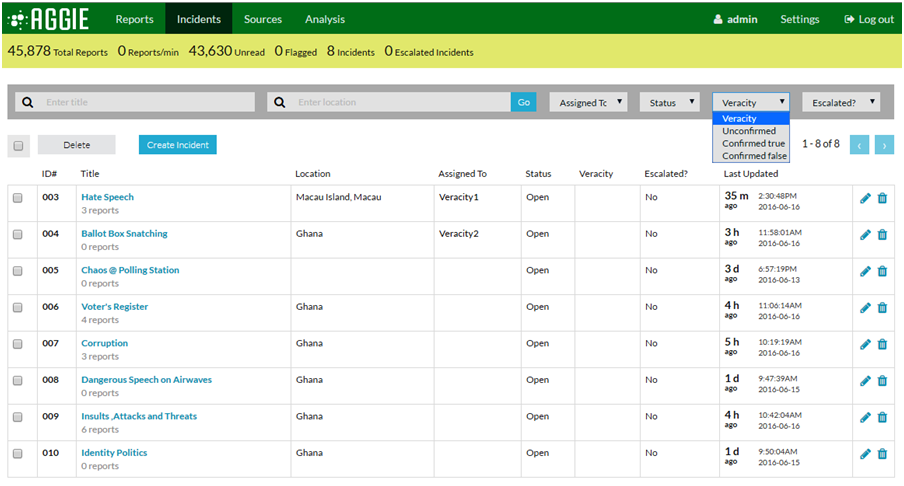 AGGIE Reports Incidents Sources Analysis admin Settings Log out
45,878 Total Reports 0 Reports/min 43,630 Unread 0 Flagged 8 Incidents 0 Escalated Incidents
Enter title Enter location Go Assigned Tc Status Veracity Escalated?
Veracity
Unconfirmed
Confirmed true
Confirmed false
Delete Create Incident 1 - 8 of 8 ‹ ›
ID# Title Location Assigned To Status Veracity Escalated? Last Updated
003 Hate Speech Macau Island, Macau Veracity1 Open No 35 m 2:30:48PM
3 reports ago 2016-06-16
004 Ballot Box Snatching Ghana Veracity2 Open No 3 h 11:58:01AM
0 reports ago 2016-06-16
005 Chaos @ Polling Station Open No 3 d 6:57:19PM
0 reports ago 2016-06-13
006 Voter's Register Ghana Open No 4 h 11:06:14AM
4 reports ago 2016-06-16
007 Corruption Ghana Open No 5 h 10:19:19AM
3 reports ago 2016-06-16
008 Dangerous Speech on Airwaves Ghana Open No 1 d 9:47:39AM
0 reports ago 2016-06-15
009 Insults ,Attacks and Threats Ghana Open No 4 h 10:42:04AM
6 reports ago 2016-06-16
010 Identity Politics Ghana Open No 1 d 9:50:04AM
0 reports ago 2016-06-15